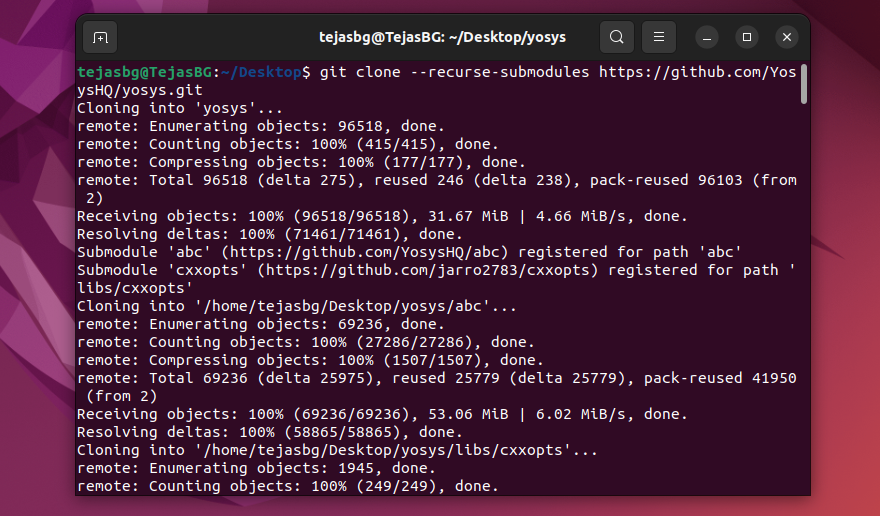 tejasbg@TejasBG: ~/Desktop/yosys
tejasbg@TejasBG:~/Desktop$ git clone --recurse-submodules https://github.com/Yos
ysHQ/yosys.git
Cloning into 'yosys'...
remote: Enumerating objects: 96518, done.
remote: Counting objects: 100% (415/415), done.
remote: Compressing objects: 100% (177/177), done.
remote: Total 96518 (delta 275), reused 246 (delta 238), pack-reused 96103 (from
 2)
Receiving objects: 100% (96518/96518), 31.67 MiB | 4.66 MiB/s, done.
Resolving deltas: 100% (71461/71461), done.
Submodule 'abc' (https://github.com/YosysHQ/abc) registered for path 'abc'
Submodule 'cxxopts' (https://github.com/jarro2783/cxxopts) registered for path '
libs/cxxopts'
Cloning into '/home/tejasbg/Desktop/yosys/abc'...
remote: Enumerating objects: 69236, done.
remote: Counting objects: 100% (27286/27286), done.
remote: Compressing objects: 100% (1507/1507), done.
remote: Total 69236 (delta 25975), reused 25779 (delta 25779), pack-reused 41950
 (from 2)
Receiving objects: 100% (69236/69236), 53.06 MiB | 6.02 MiB/s, done.
Resolving deltas: 100% (58865/58865), done.
Cloning into '/home/tejasbg/Desktop/yosys/libs/cxxopts'...
remote: Enumerating objects: 1945, done.
remote: Counting objects: 100% (249/249), done.